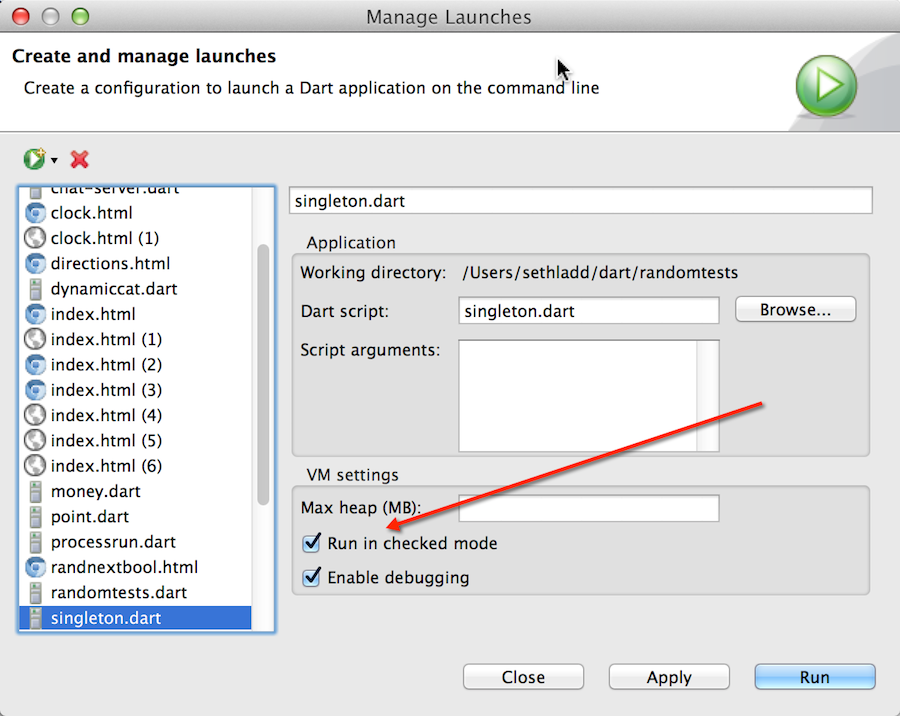 Manage Launches
Create and manage launches
Create a configuration to launch a Dart application on the command line
chat-server.dart
clock.html
clock.html (1)
directions.html
dynamiccat.dart
index.html
index.html (1)
index.html (2)
index.html (3)
index.html (4)
index.html (5)
index.html (6)
money.dart
point.dart
processrun.dart
randnextbool.html
randomtests.dart
singleton.dart
singleton.dart
Application
Working directory: /Users/sethladd/dart/randomtests
Dart script: singleton.dart Browse...
Script arguments:
VM settings
Max heap (MB):
Run in checked mode
Enable debugging
Close Apply Run